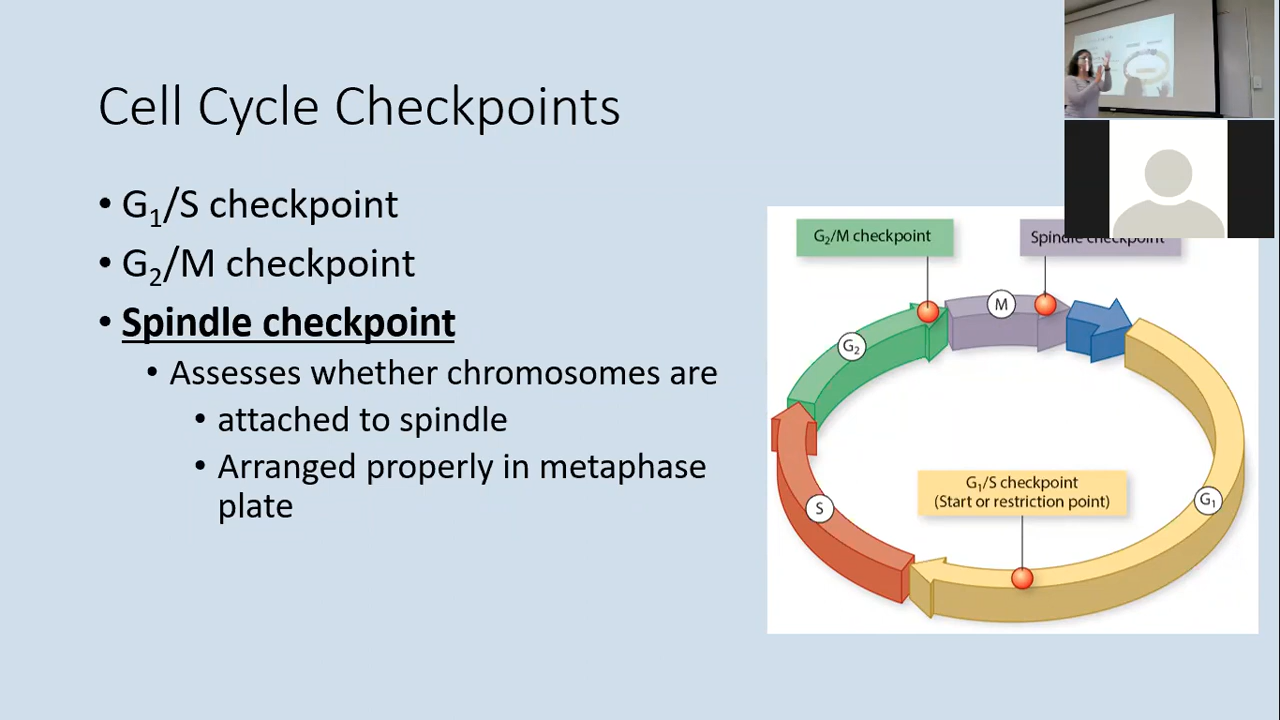 Cell Cycle Checkpoints
• G₁/S checkpoint
• G₂/M checkpoint
• Spindle checkpoint
• Assesses whether chromosomes are
• attached to spindle
• Arranged properly in metaphase
plate
G₂/M checkpoint
Spindle checkpoint
M
G₂
G₁/S checkpoint
(Start or restriction point)
G₁
S